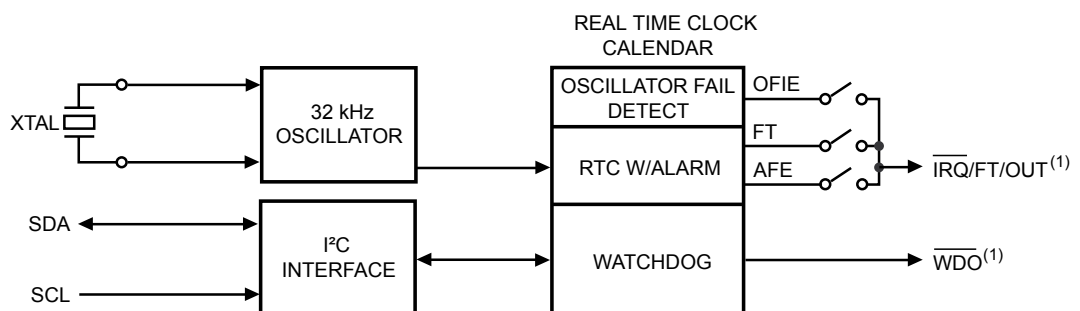 REAL TIME CLOCK
CALENDAR
XTAL
32 kHz
OSCILLATOR
OSCILLATOR FAIL
DETECT
OFIE
FT
RTC W/ALARM
AFE
IRQ/FT/OUT(1)
SDA
I²C
INTERFACE
WATCHDOG
WDO(1)
SCL